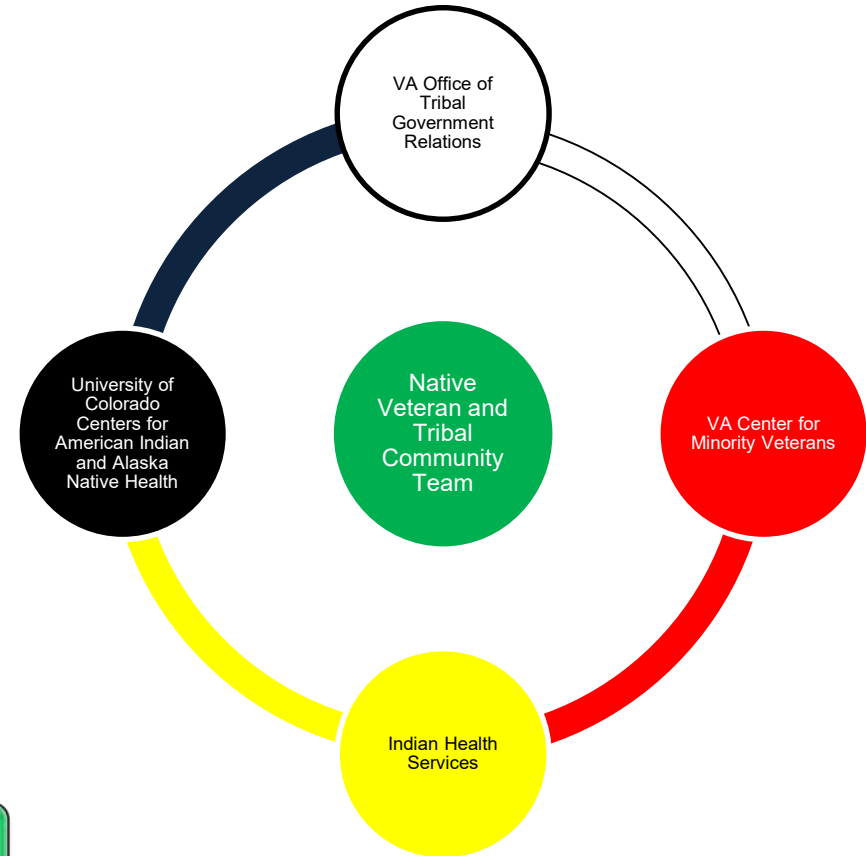 VA Office of
Tribal
Government
Relations
University of
Colorado
Centers for
American Indian
and Alaska
Native Health
Native
Veteran and
Tribal
Community
Team
VA Center for
Minority Veterans
Indian Health
Services